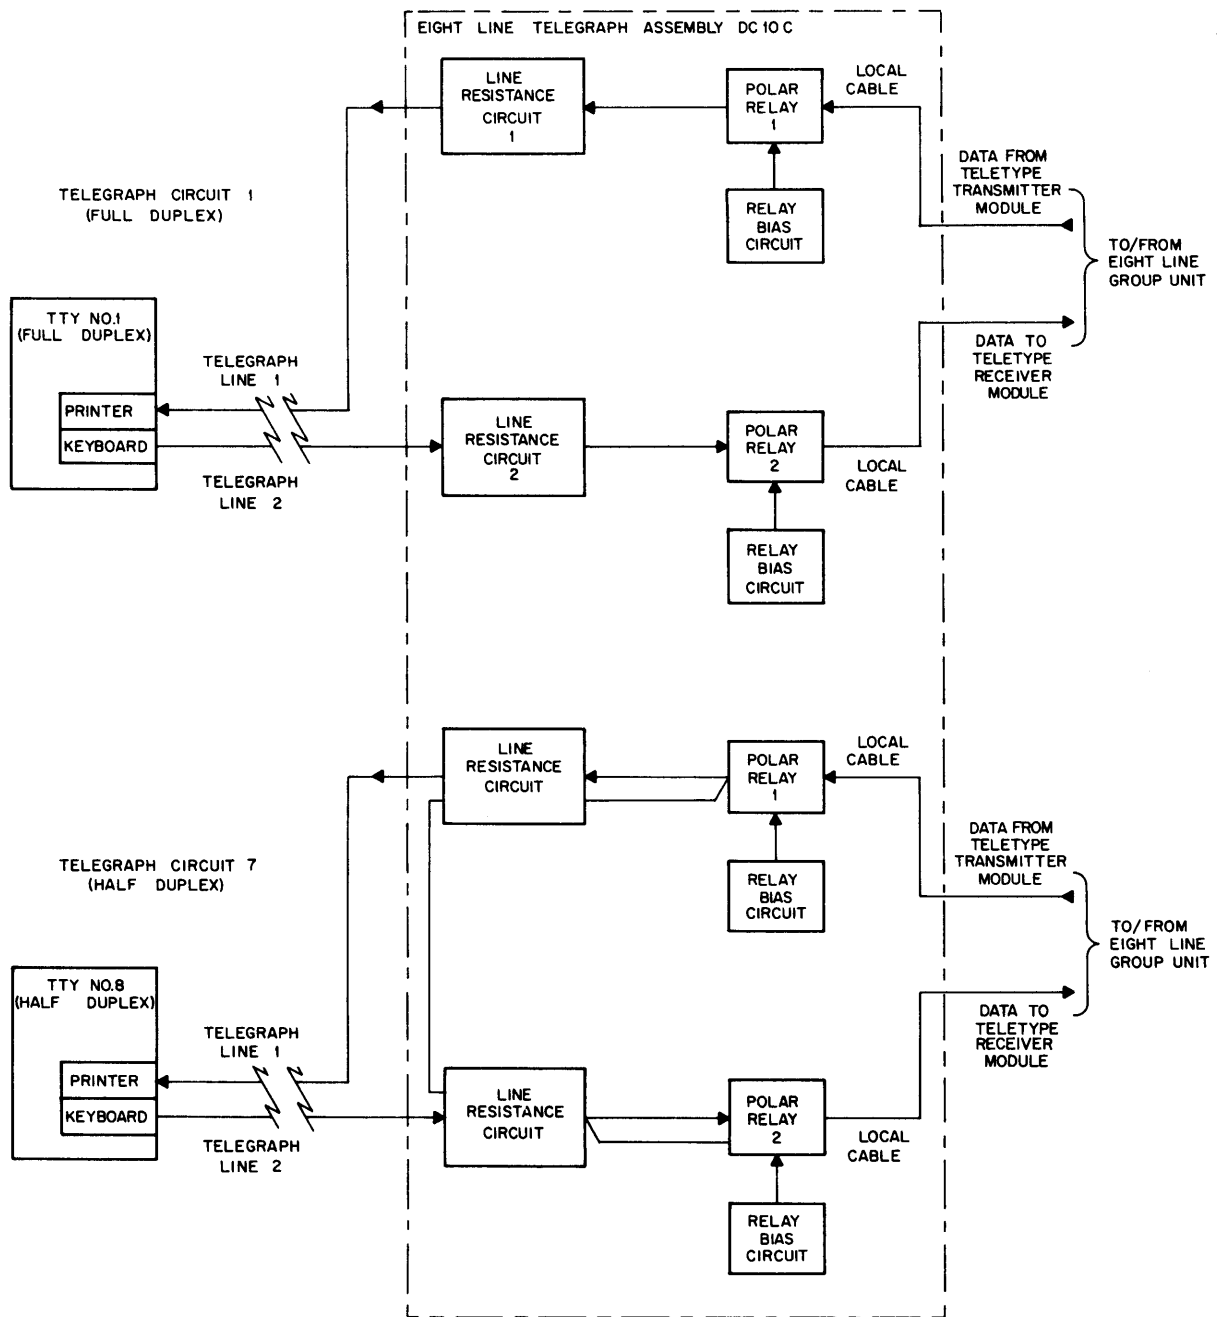 EIGHT LINE TELEGRAPH ASSEMBLY DC10C
LINE
RESISTANCE
CIRCUIT
1
POLAR
RELAY
1
LOCAL
CABLE
RELAY
BIAS
CIRCUIT
DATA FROM
TELETYPE
TRANSMITTER
MODULE
TO/FROM
EIGHT LINE
GROUP UNIT
TELEGRAPH CIRCUIT 1
(FULL DUPLEX)
TTY NO.1
(FULL DUPLEX)
PRINTER
KEYBOARD
TELEGRAPH
LINE 1
TELEGRAPH
LINE 2
LINE
RESISTANCE
CIRCUIT
2
POLAR
RELAY
2
LOCAL
CABLE
RELAY
BIAS
CIRCUIT
DATA TO
TELETYPE
RECEIVER
MODULE
LINE
RESISTANCE
CIRCUIT
POLAR
RELAY
1
LOCAL
CABLE
RELAY
BIAS
CIRCUIT
DATA FROM
TELETYPE
TRANSMITTER
MODULE
TO/FROM
EIGHT LINE
GROUP UNIT
TELEGRAPH CIRCUIT 7
(HALF DUPLEX)
TTY NO.8
(HALF DUPLEX)
PRINTER
KEYBOARD
TELEGRAPH
LINE 1
TELEGRAPH
LINE 2
LINE
RESISTANCE
CIRCUIT
POLAR
RELAY
2
LOCAL
CABLE
RELAY
BIAS
CIRCUIT
DATA TO
TELETYPE
RECEIVER
MODULE